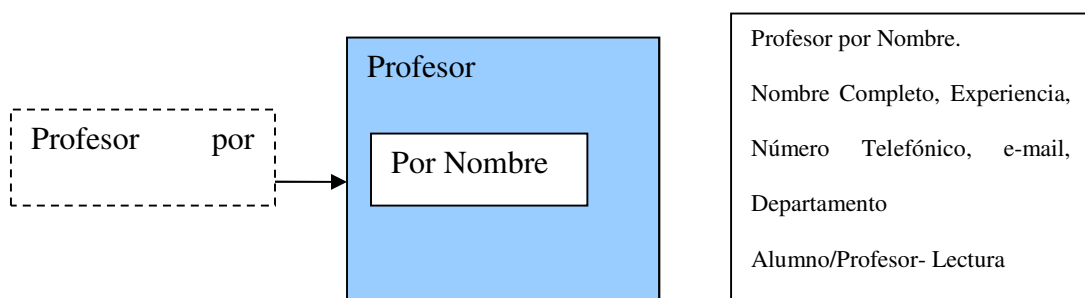 Profesor por
Profesor
Por Nombre
Profesor por Nombre.
Nombre Completo, Experiencia,
Número Telefónico, e-mail,
Departamento
Alumno/Profesor- Lectura